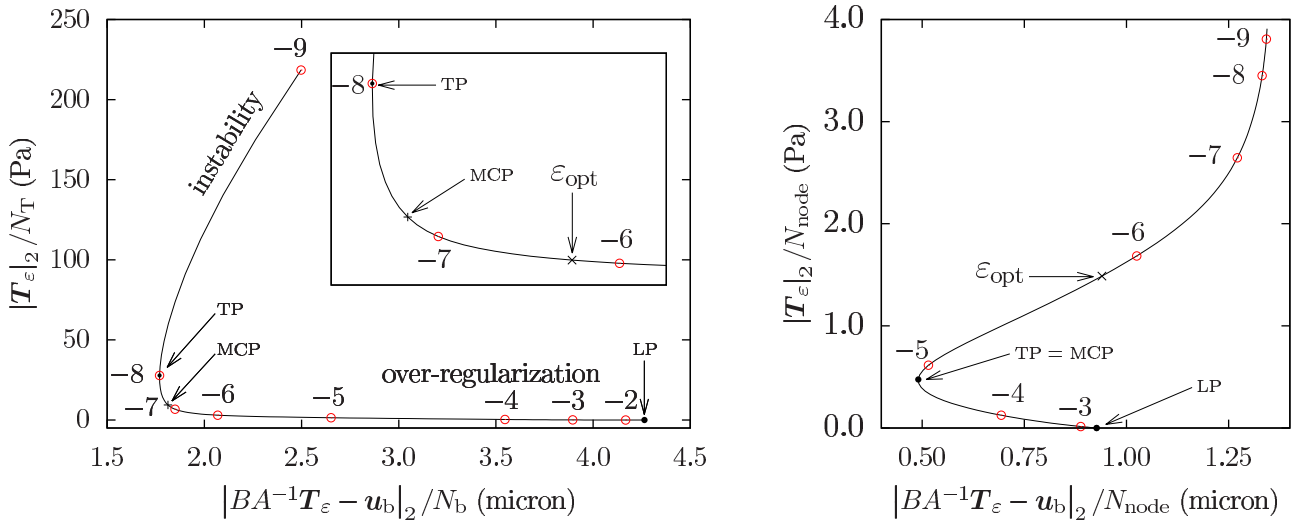 250
200
150
100
50
0
|T_ε|_2/N_T (Pa)
−9
instability
TP
MCP
−8
−7
−6
−5
over-regularization
−4
−3
−2
LP
−8
TP
MCP
ε_opt
−7
−6
1.5
2.0
2.5
3.0
3.5
4.0
4.5
|BA^{−1}T_ε − u_b|_2/N_b (micron)
4.0
3.0
2.0
1.0
0.0
|T_ε|_2/N_node (Pa)
−9
−8
−7
−6
ε_opt
−5
TP = MCP
−4
−3
LP
0.50
0.75
1.00
1.25
|BA^{−1}T_ε − u_b|_2/N_node (micron)